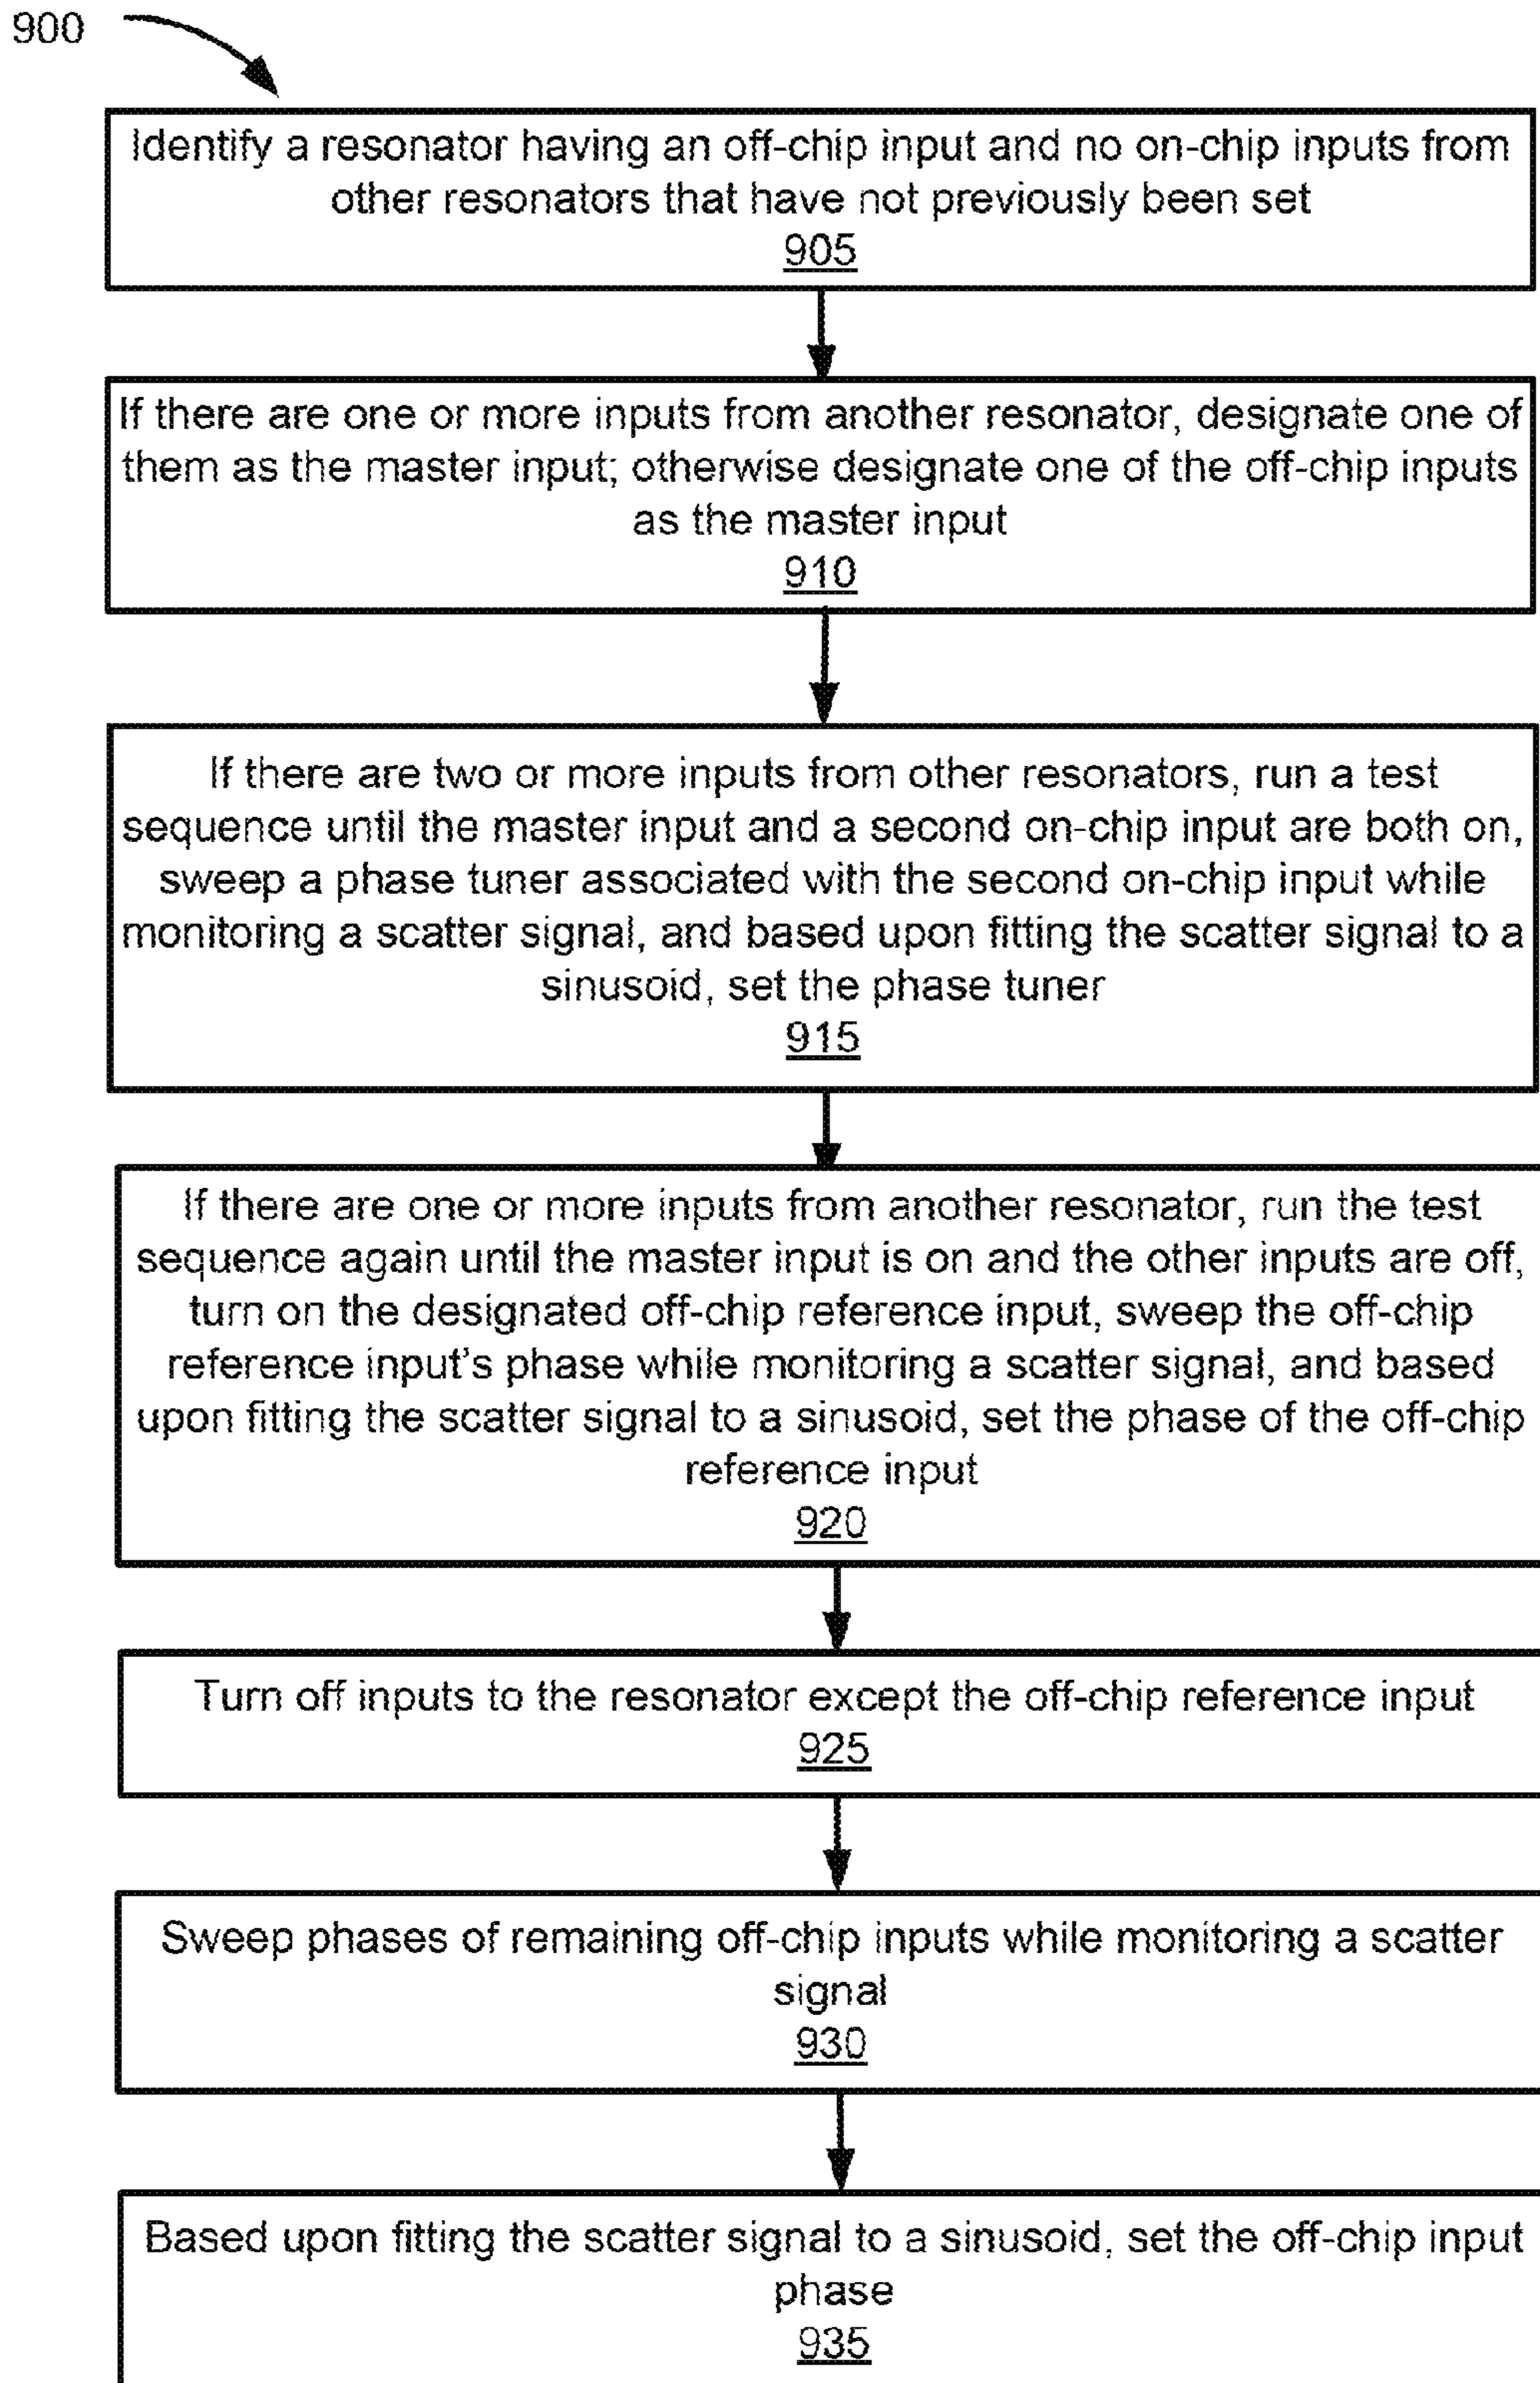 900
Identify a resonator having an off-chip input and no on-chip inputs from
other resonators that have not previously been set
905
If there are one or more inputs from another resonator, designate one of
them as the master input; otherwise designate one of the off-chip inputs
as the master input
910
If there are two or more inputs from other resonators, run a test
sequence until the master input and a second on-chip input are both on,
sweep a phase tuner associated with the second on-chip input while
monitoring a scatter signal, and based upon fitting the scatter signal to a
sinusoid, set the phase tuner
915
If there are one or more inputs from another resonator, run the test
sequence again until the master input is on and the other inputs are off,
turn on the designated off-chip reference input, sweep the off-chip
reference input's phase while monitoring a scatter signal, and based
upon fitting the scatter signal to a sinusoid, set the phase of the off-chip
reference input
920
Turn off inputs to the resonator except the off-chip reference input
925
Sweep phases of remaining off-chip inputs while monitoring a scatter
signal
930
Based upon fitting the scatter signal to a sinusoid, set the off-chip input
phase
935